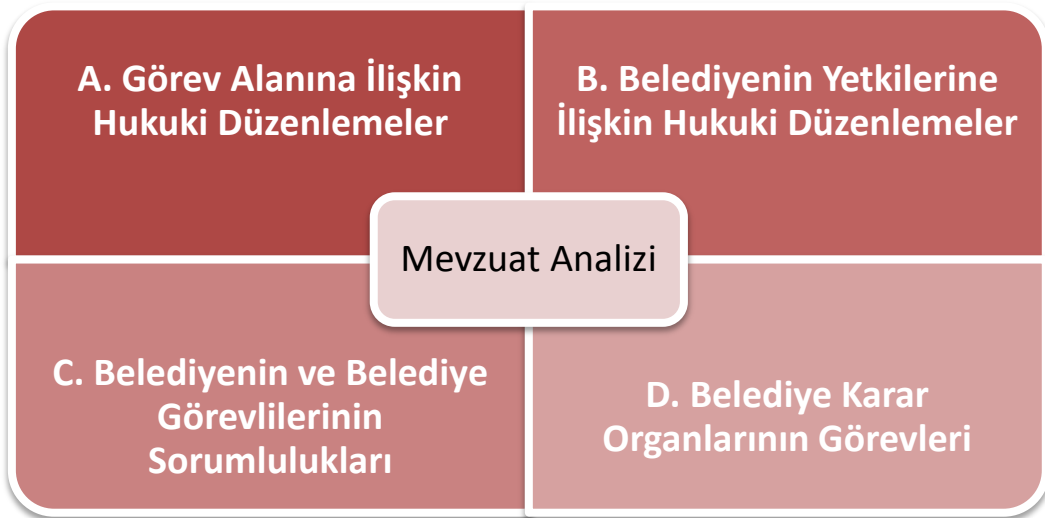 A. Görev Alanına İlişkin
Hukuki Düzenlemeler
B. Belediyenin Yetkilerine
İlişkin Hukuki Düzenlemeler
Mevzuat Analizi
C. Belediyenin ve Belediye
Görevlilerinin
Sorumlulukları
D. Belediye Karar
Organlarının Görevleri